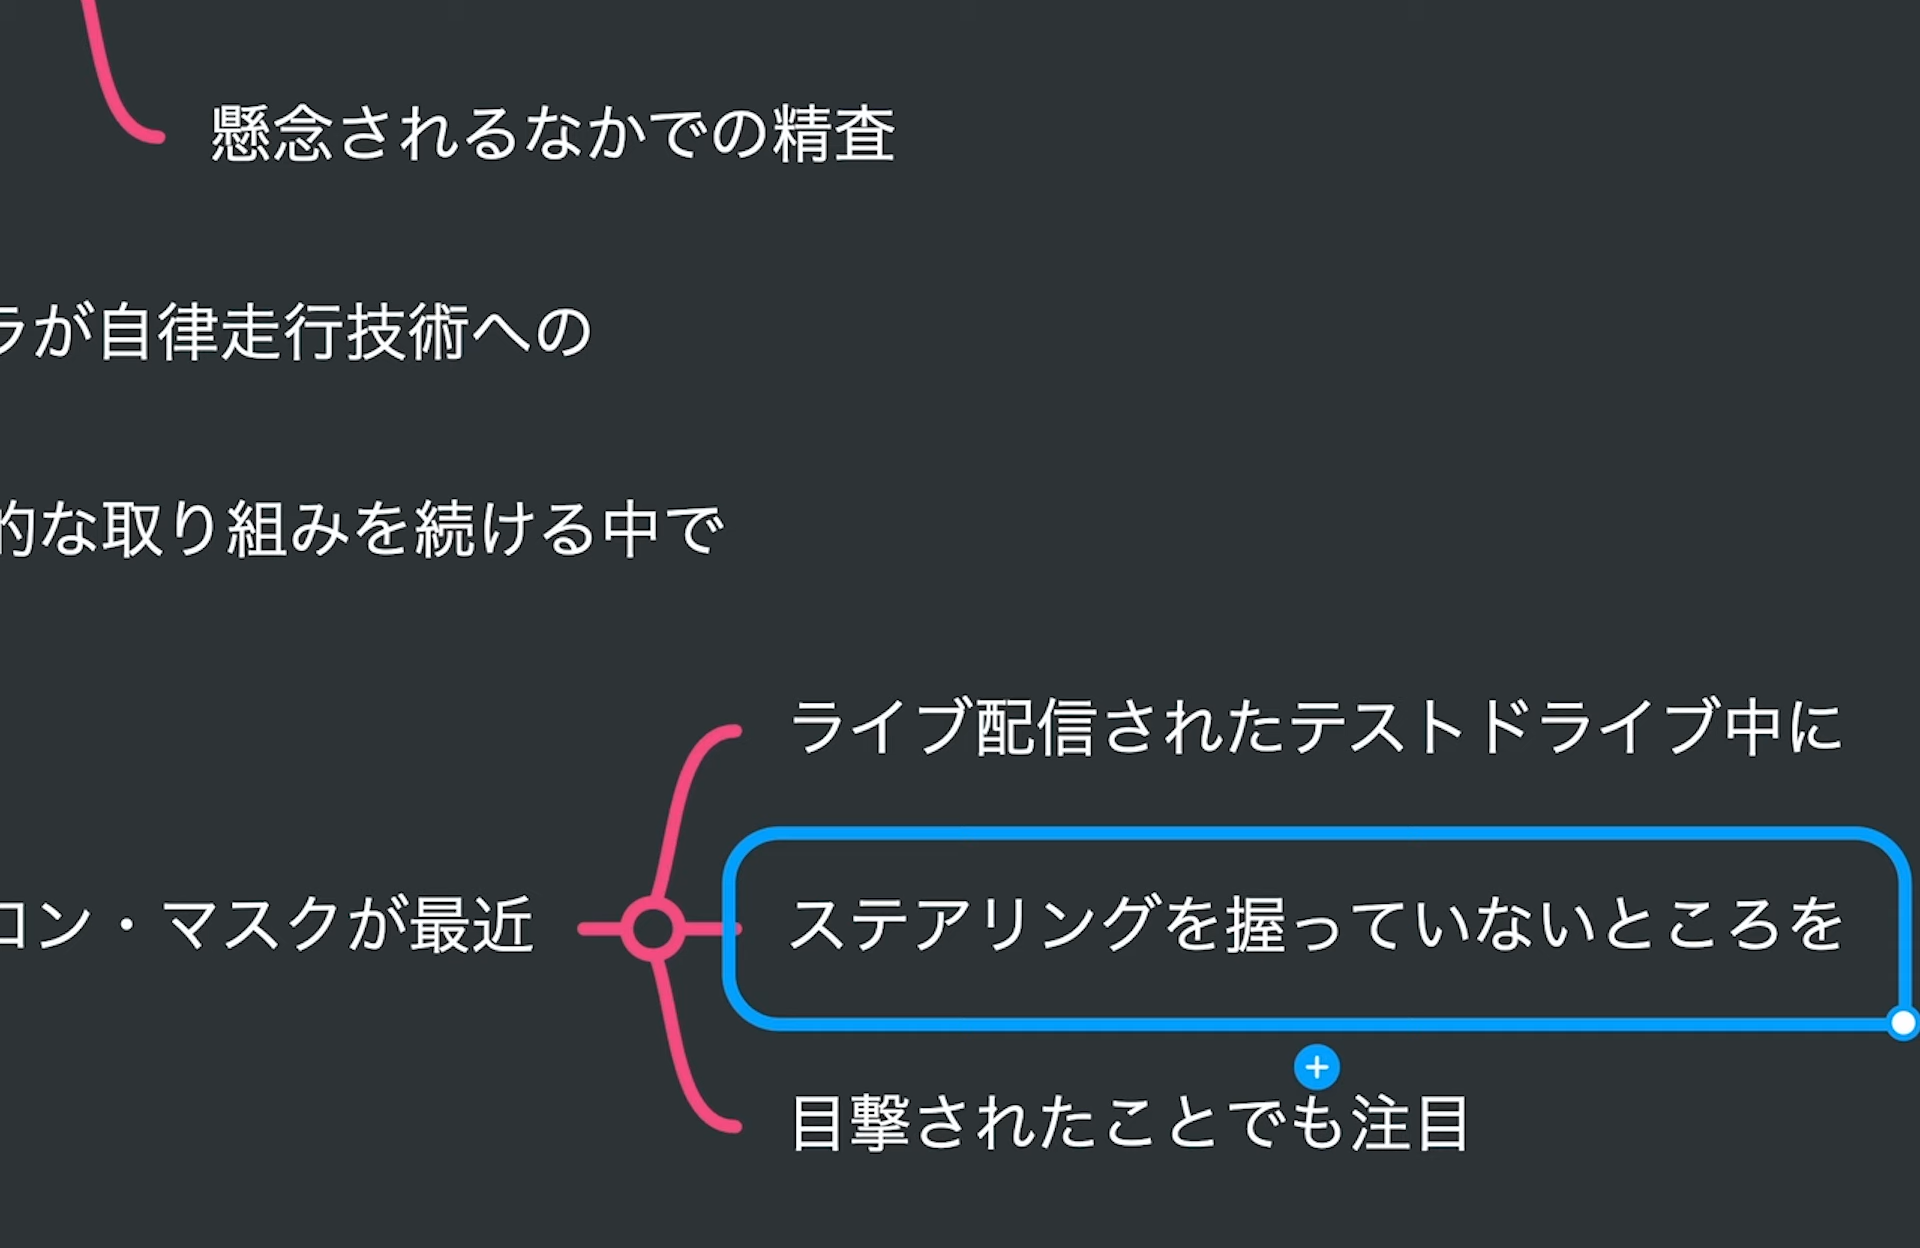 懸念されるなかでの精査
ラが自律走行技術への
的な取り組みを続ける中で
ライブ配信されたテストドライブ中に
ロン・マスクが最近
ステアリングを握っていないところを
目撃されたことでも注目